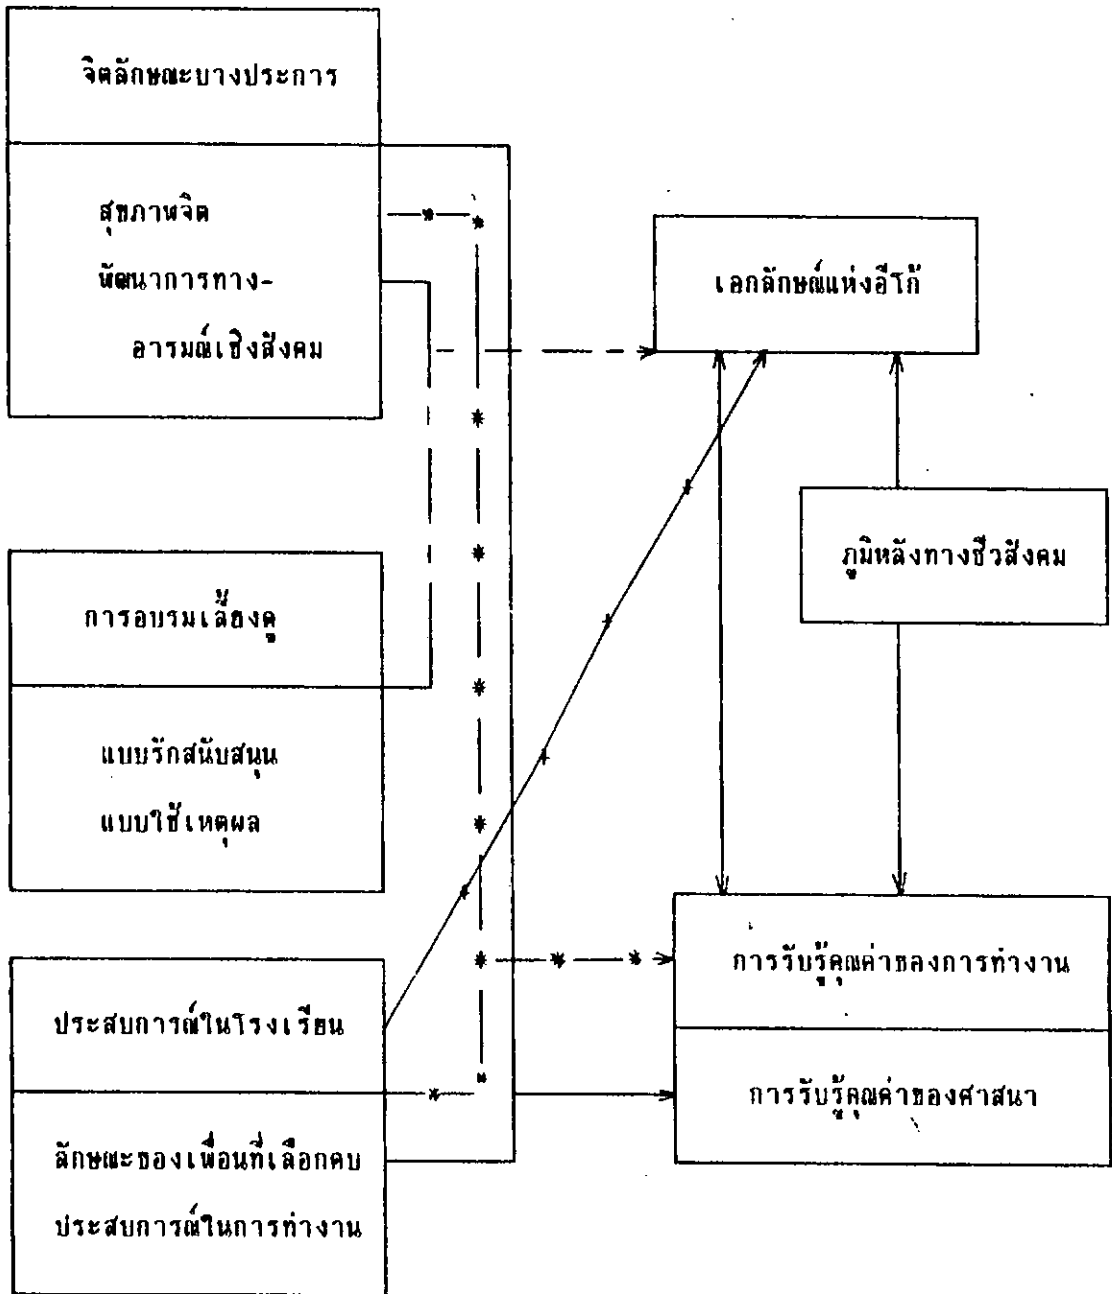 จิตลักษณะบางประการ
สุขภาพจิต
พัฒนาการทาง-
อารมณ์เชิงสังคม
เอกลักษณ์แห่งอีโก้
ภูมิหลังทางชีวสังคม
การอบรมเลี้ยงดู
แบบรักสนับสนุน
แบบใช้เหตุผล
ประสบการณ์ในโรงเรียน
ลักษณะของเพื่อนที่เลือกคบ
ประสบการณ์ในการทำงาน
การรับรู้คุณค่าของการทำงาน
การรับรู้คุณค่าของศาสนา